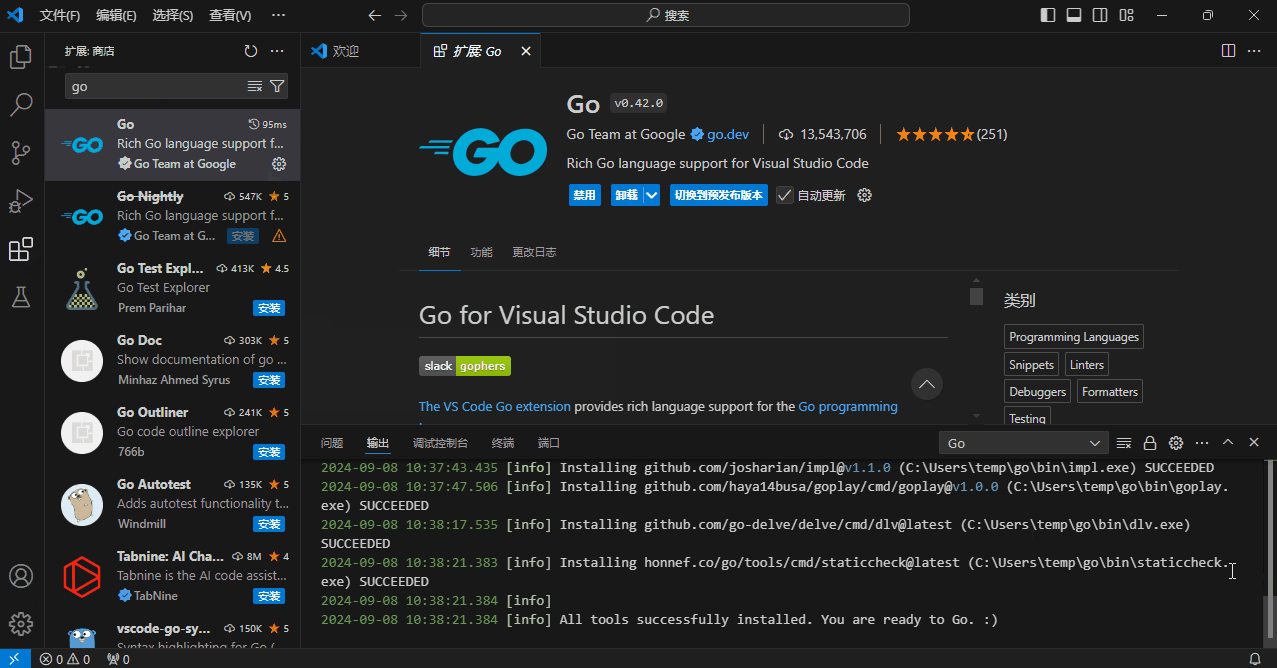 文件(F) 编辑(E) 选择(S) 查看(V) ··· 搜索
扩展: 商店
go
Go 95ms
Rich Go language support f...
Go Team at Google
Go Nightly 547K 5
Rich Go language support f...
Go Team at G... 安装
Go Test Expl... 413K 4.5
Go Test Explorer
Prem Parihar 安装
Go Doc 303K 5
Show documentation of go ...
Minhaz Ahmed Syrus 安装
Go Outliner 241K 5
Go code outline explorer
766b 安装
Go Autotest 135K 5
Adds autotest functionality t...
Windmill 安装
Tabnine: AI Cha... 8M 4
Tabnine is the AI code assist...
TabNine 安装
vscode-go-sy... 150K 5
Syntax highlighting for Go (
欢迎 扩展: Go
GO
Go v0.42.0
Go Team at Google go.dev 13,543,706 (251)
Rich Go language support for Visual Studio Code
禁用 卸载 切换到预发布版本 自动更新
细节 功能 更改日志
Go for Visual Studio Code
slack gophers
The VS Code Go extension provides rich language support for the Go programming
类别
Programming Languages
Snippets Linters
Debuggers Formatters
Testing
问题 输出 调试控制台 终端 端口 Go
2024-09-08 10:37:43.435 [info] Installing github.com/josharian/impl@v1.1.0 (C:\Users\temp\go\bin\impl.exe) SUCCEEDED
2024-09-08 10:37:47.506 [info] Installing github.com/haya14busa/goplay/cmd/goplay@v1.0.0 (C:\Users\temp\go\bin\goplay.
exe) SUCCEEDED
2024-09-08 10:38:17.535 [info] Installing github.com/go-delve/delve/cmd/dlv@latest (C:\Users\temp\go\bin\dlv.exe)
SUCCEEDED
2024-09-08 10:38:21.383 [info] Installing honnef.co/go/tools/cmd/staticcheck@latest (C:\Users\temp\go\bin\staticcheck.
exe) SUCCEEDED
2024-09-08 10:38:21.384 [info]
2024-09-08 10:38:21.384 [info] All tools successfully installed. You are ready to Go. :)
0 0 0